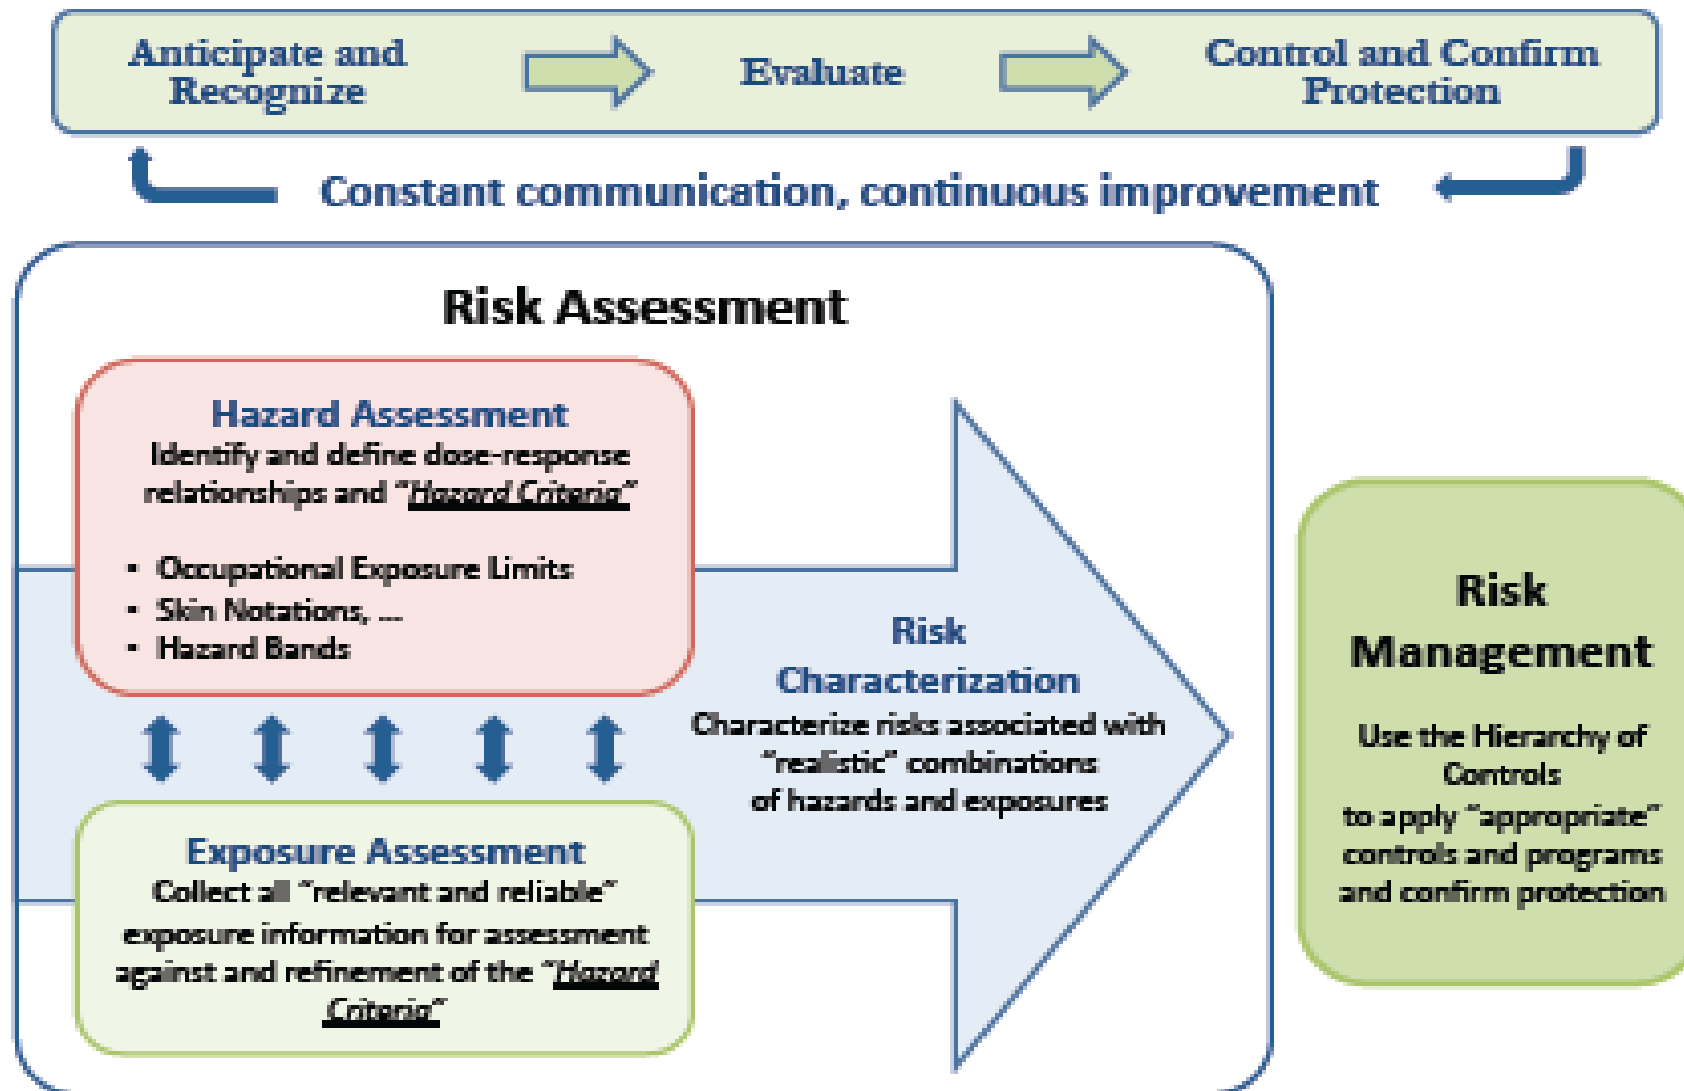 Anticipate and
Recognize
Evaluate
Control and Confirm
Protection
Constant communication, continuous improvement
Risk Assessment
Hazard Assessment
Identify and define dose-response
relationships and "Hazard Criteria"
▪ Occupational Exposure Limits
▪ Skin Notations, ...
▪ Hazard Bands
Exposure Assessment
Collect all "relevant and reliable"
exposure information for assessment
against and refinement of the "Hazard
Criteria"
Risk
Characterization
Characterize risks associated with
"realistic" combinations
of hazards and exposures
Risk
Management
Use the Hierarchy of
Controls
to apply "appropriate"
controls and programs
and confirm protection